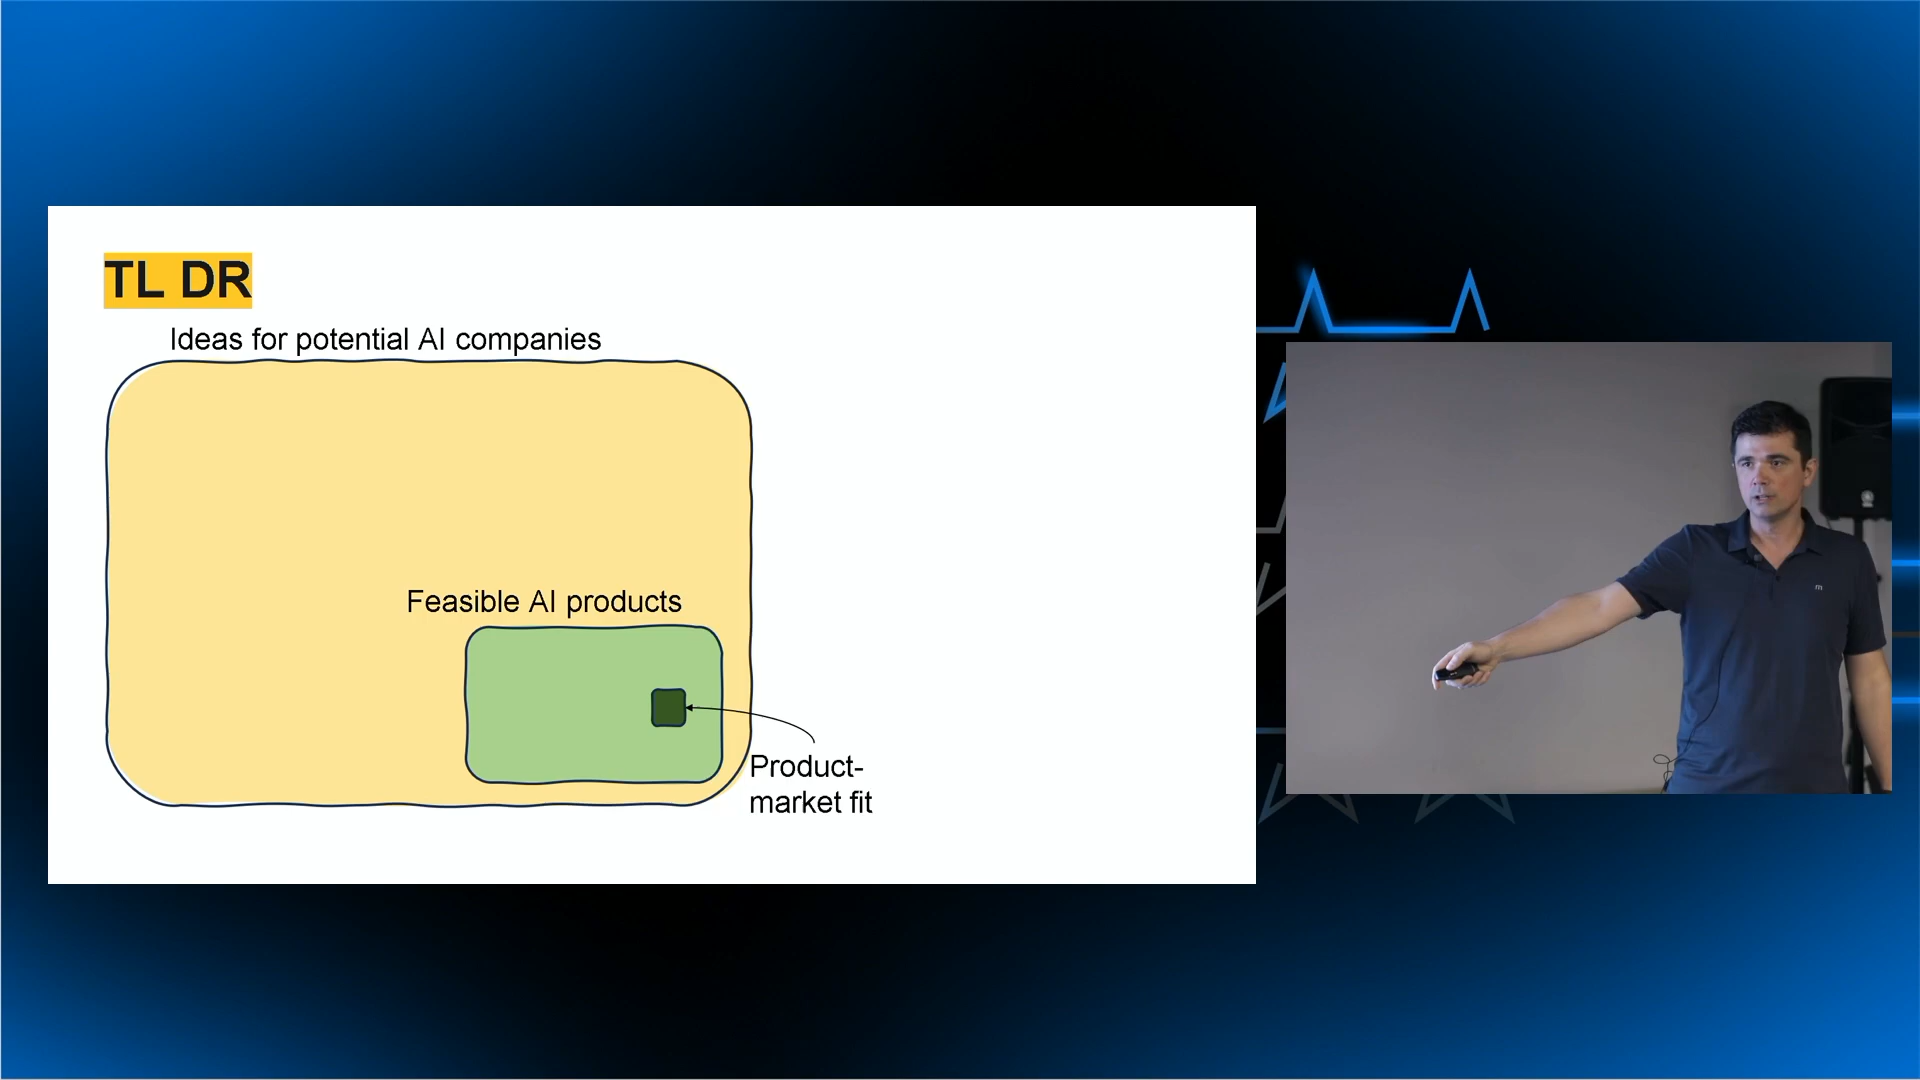 TL DR
Ideas for potential AI companies
Feasible AI products
Product-
market fit
m